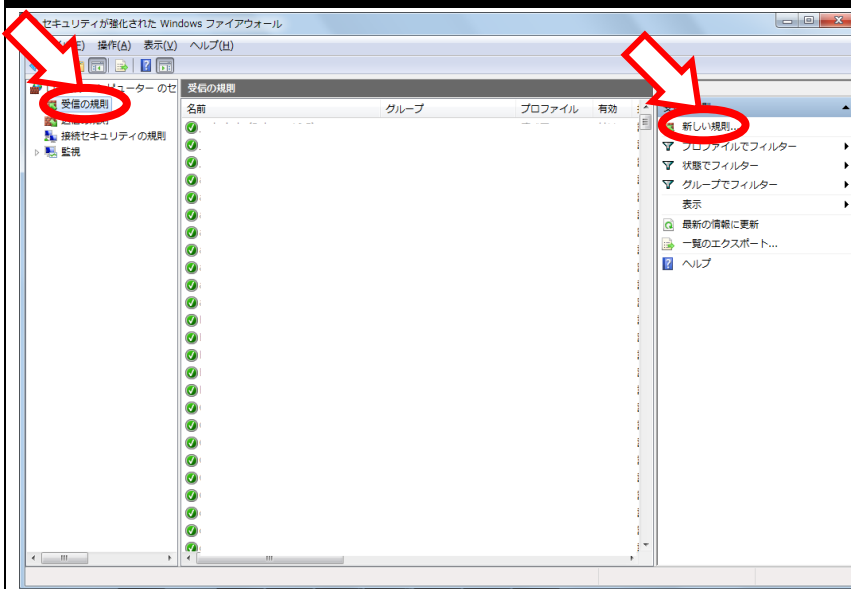 セキュリティが強化された Windows ファイアウォール
操作(A) 表示(V) ヘルプ(H)
受信の規則
接続セキュリティの規則
監視
受信の規則
名前 グループ プロファイル 有効
新しい規則...
プロファイルでフィルター
状態でフィルター
グループでフィルター
表示
最新の情報に更新
一覧のエクスポート...
ヘルプ